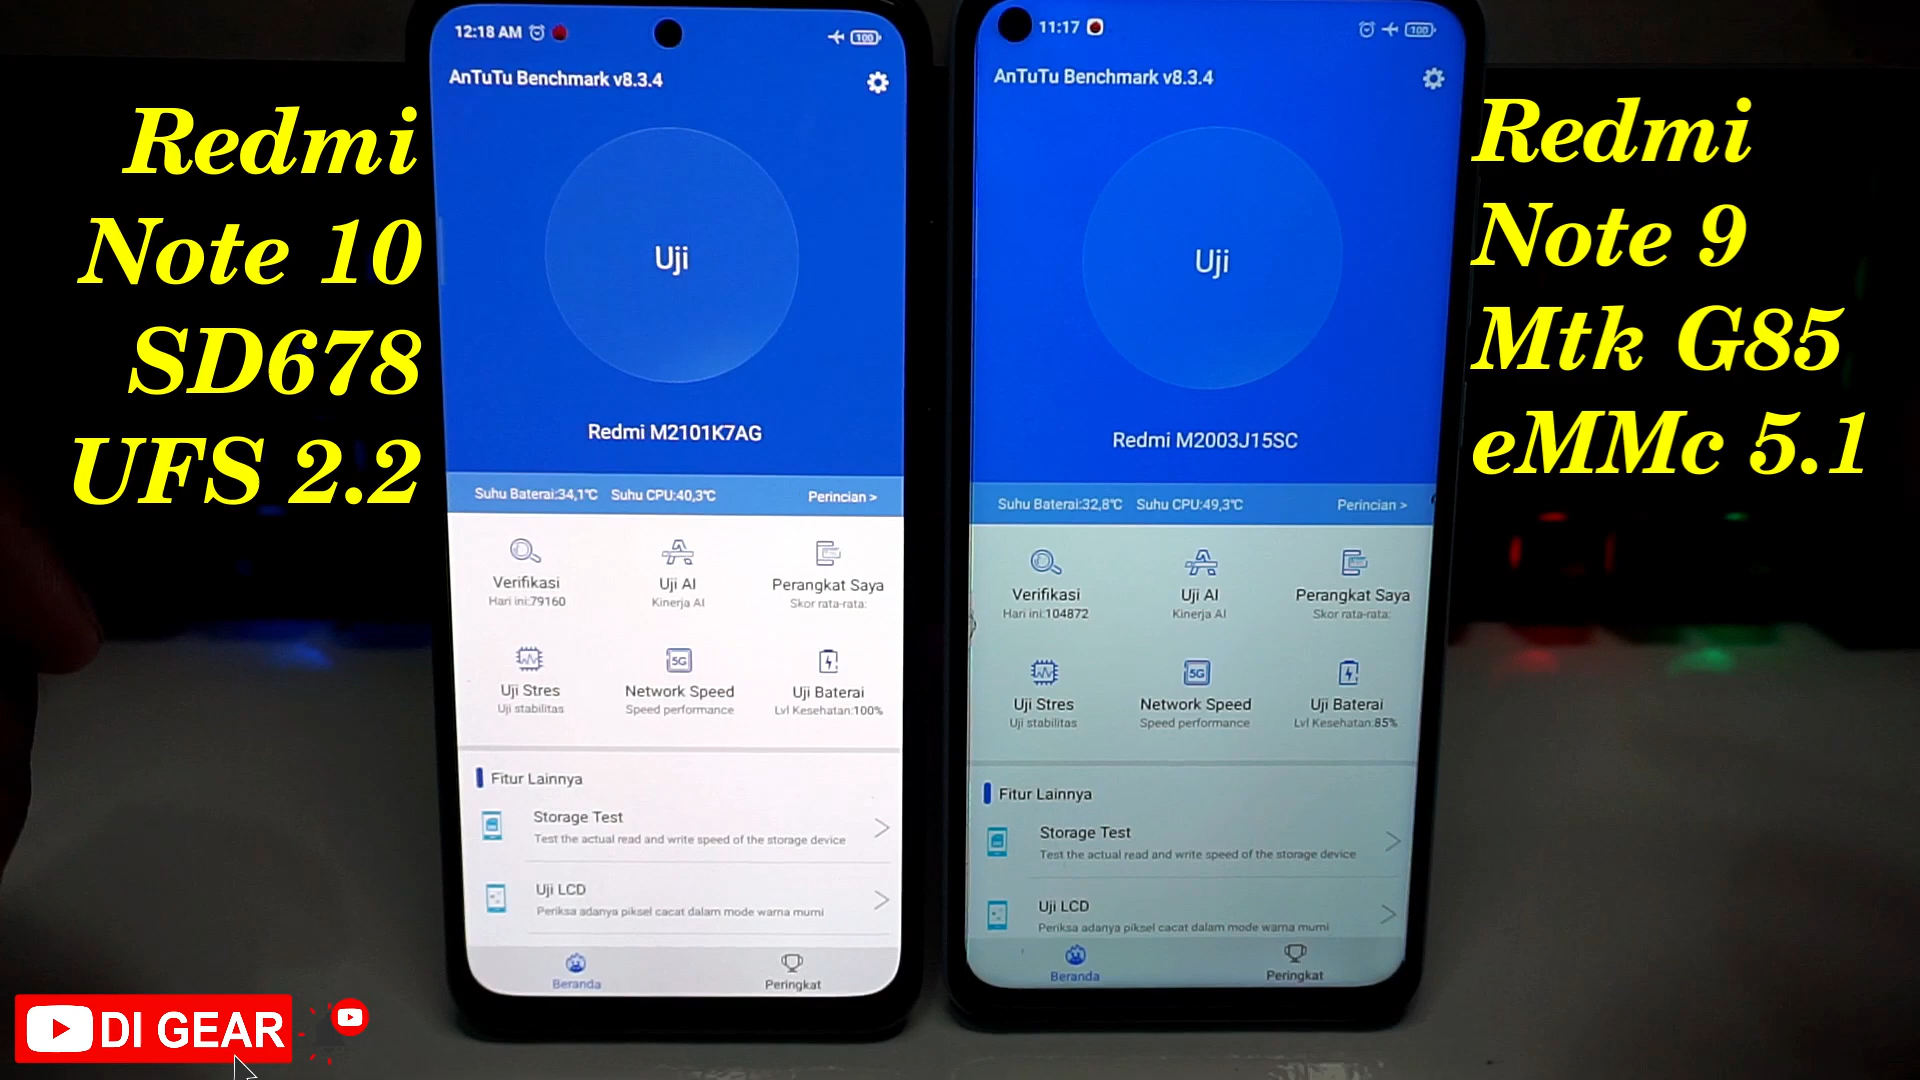 Redmi
Note 10
SD678
UFS 2.2
12:18 AM
100
AnTuTu Benchmark v8.3.4
Uji
Redmi M2101K7AG
Suhu Baterai:34,1°C Suhu CPU:40,3°C Perincian >
Verifikasi
Hari ini:79160
Uji AI
Kinerja AI
Perangkat Saya
Skor rata-rata:
Uji Stres
Uji stabilitas
5G
Network Speed
Speed performance
Uji Baterai
Lvl Kesehatan:100%
Fitur Lainnya
Storage Test
Test the actual read and write speed of the storage device
Uji LCD
Periksa adanya piksel cacat dalam mode warna murni
Beranda
Peringkat
11:17
100
AnTuTu Benchmark v8.3.4
Uji
Redmi M2003J15SC
Suhu Baterai:32,8°C Suhu CPU:49,3°C Perincian >
Verifikasi
Hari ini:104872
Uji AI
Kinerja AI
Perangkat Saya
Skor rata-rata:
Uji Stres
Uji stabilitas
5G
Network Speed
Speed performance
Uji Baterai
Lvl Kesehatan:85%
Fitur Lainnya
Storage Test
Test the actual read and write speed of the storage device
Uji LCD
Periksa adanya piksel cacat dalam mode warna murni
Beranda
Peringkat
Redmi
Note 9
Mtk G85
eMMc 5.1
DI GEAR